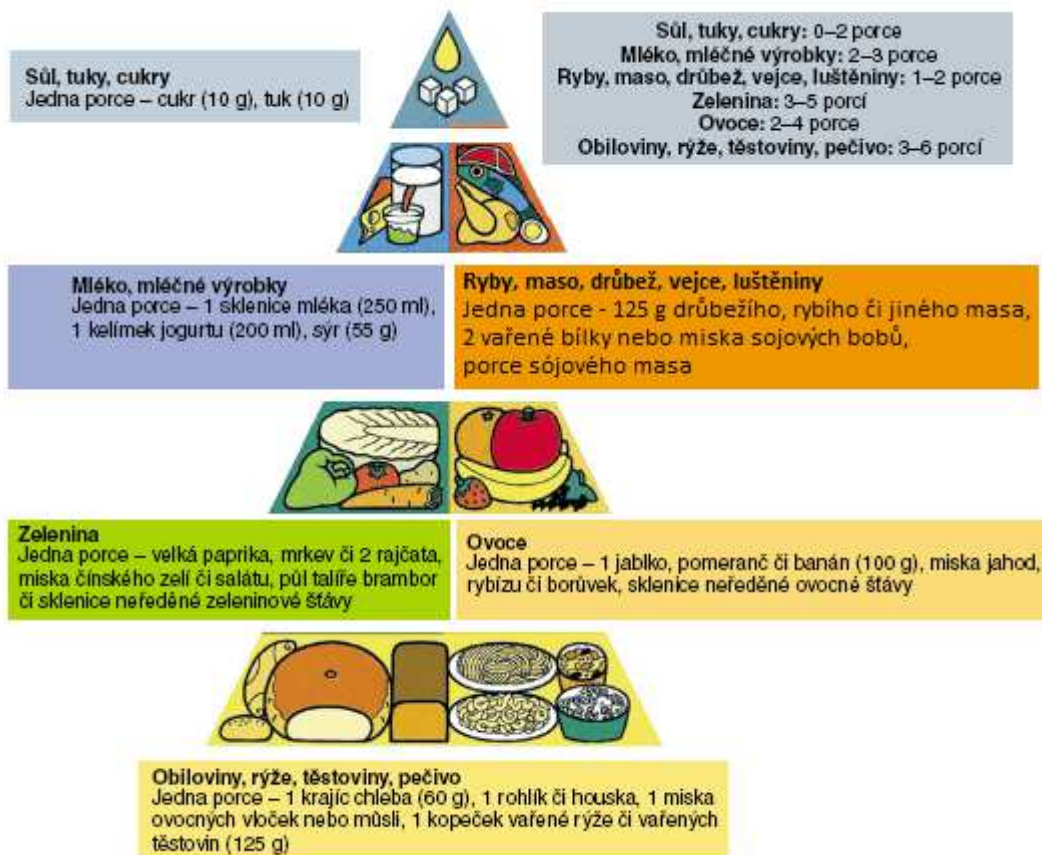 Sůl, tuky, cukry
Jedna porce – cukr (10 g), tuk (10 g)
Sůl, tuky, cukry: 0–2 porce
Mléko, mléčné výrobky: 2–3 porce
Ryby, maso, drůbež, vejce, luštěniny: 1–2 porce
Zelenina: 3–5 porcí
Ovoce: 2–4 porce
Obiloviny, rýže, těstoviny, pečivo: 3–6 porcí
Mléko, mléčné výrobky
Jedna porce – 1 sklenice mléka (250 ml),
1 kelímek jogurtu (200 ml), sýr (55 g)
Ryby, maso, drůbež, vejce, luštěniny
Jedna porce - 125 g drůbežího, rybího či jiného masa,
2 vařené bílky nebo miska sojových bobů,
porce sójového masa
Zelenina
Jedna porce – velká paprika, mrkev či 2 rajčata,
miska čínského zelí či salátu, půl talíře brambor
či sklenice neředěné zeleninové šťávy
Ovoce
Jedna porce – 1 jablko, pomeranč či banán (100 g), miska jahod,
rybízu či borůvek, sklenice neředěné ovocné šťávy
Obiloviny, rýže, těstoviny, pečivo
Jedna porce – 1 krajíc chleba (60 g), 1 rohlík či houska, 1 miska
ovocných vloček nebo műsli, 1 kopeček vařené rýže či vařených
těstovin (125 g)